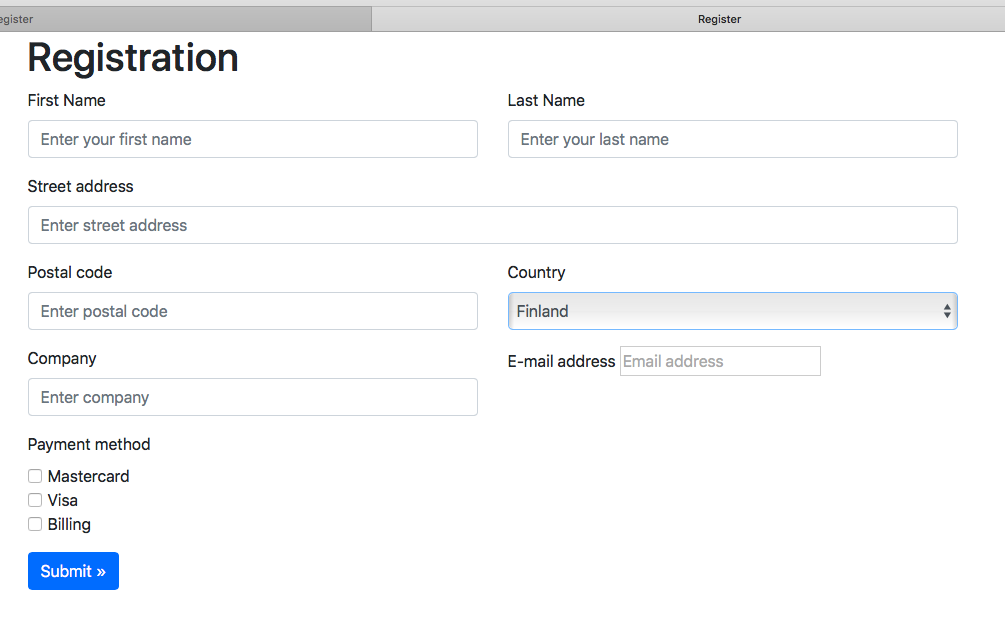 egister
Register
Registration
First Name
Last Name
Enter your first name
Enter your last name
Street address
Enter street address
Postal code
Country
Enter postal code
Finland
Company
E-mail address
Email address
Enter company
Payment method
Mastercard
Visa
Billing
Submit »